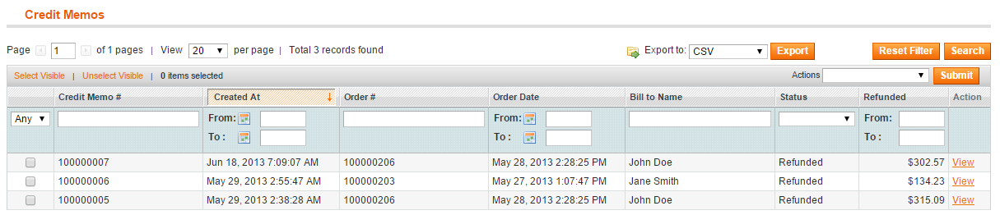 Credit Memos
Page 1 of 1 pages | View 20 per page | Total 3 records found Export to: CSV Export Reset Filter Search
Select Visible | Unselect Visible | 0 items selected Actions Submit
Credit Memo # Created At Order # Order Date Bill to Name Status Refunded Action
Any From: From: From:
To : To : To :
100000007 Jun 18, 2013 7:09:07 AM 100000206 May 28, 2013 2:28:25 PM John Doe Refunded $302.57 View
100000006 May 29, 2013 2:55:47 AM 100000203 May 27, 2013 1:07:47 PM Jane Smith Refunded $134.23 View
100000005 May 29, 2013 2:38:28 AM 100000206 May 28, 2013 2:28:25 PM John Doe Refunded $315.09 View